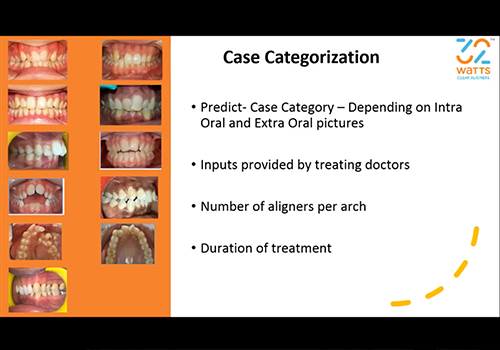 Case Categorization
32
WATTS
CLEAR ALIGNERS
• Predict- Case Category – Depending on Intra
Oral and Extra Oral pictures
• Inputs provided by treating doctors
• Number of aligners per arch
• Duration of treatment